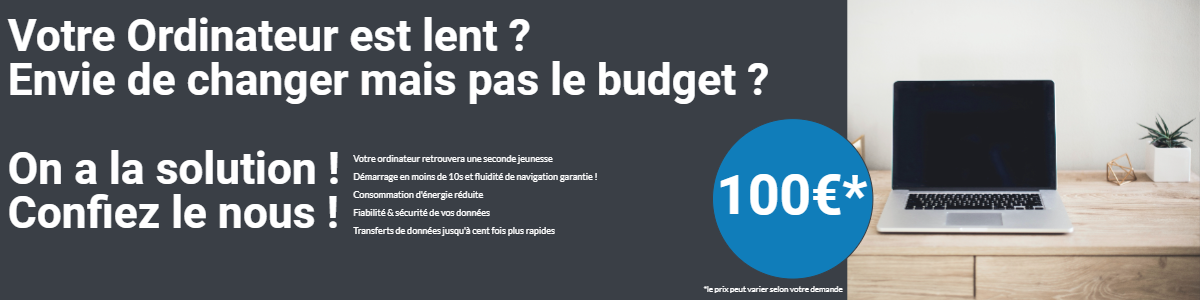 Votre Ordinateur est lent ?
Envie de changer mais pas le budget ?
On a la solution !
Confiez le nous !
Votre ordinateur retrouvera une seconde jeunesse
Démarrage en moins de 10s et fluidité de navigation garantie !
Consommation d'énergie réduite
Fiabilité & sécurité de vos données
Transferts de données jusqu'à cent fois plus rapides
100€*
*le prix peut varier selon votre demande